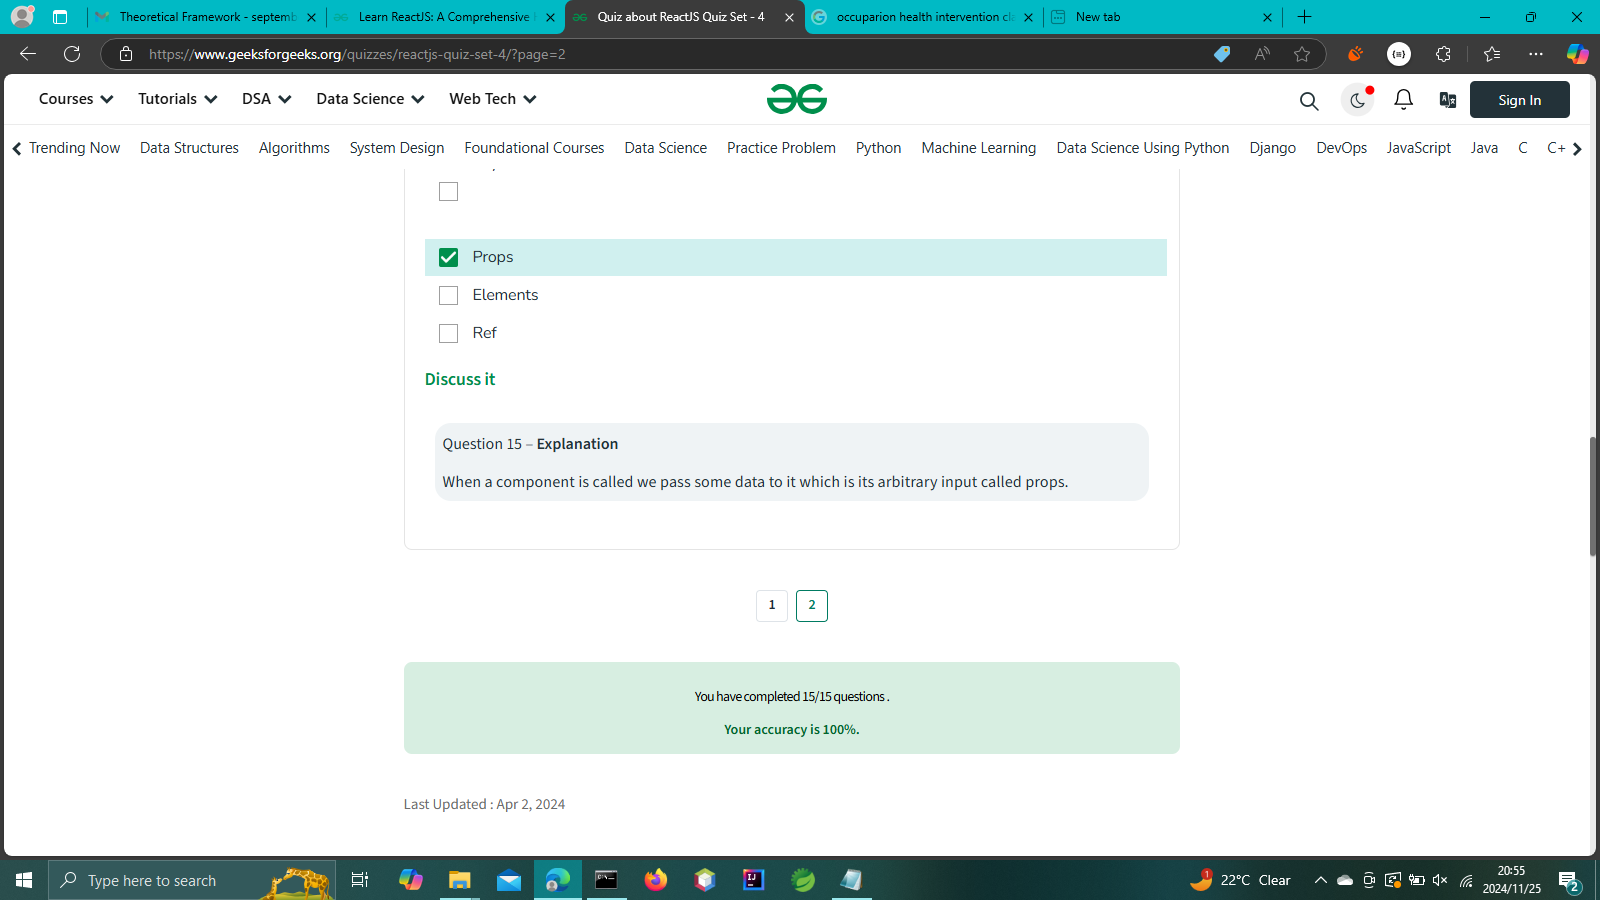 Theoretical Framework - septemb
Learn ReactJS: A Comprehensive
Quiz about ReactJS Quiz Set - 4
occuparion health intervention cla
New tab
https://www.geeksforgeeks.org/quizzes/reactjs-quiz-set-4/?page=2
Courses Tutorials DSA Data Science Web Tech
Sign In
Trending Now Data Structures Algorithms System Design Foundational Courses Data Science Practice Problem Python Machine Learning Data Science Using Python Django DevOps JavaScript Java C C+
Props
Elements
Ref
Discuss it
Question 15 – Explanation
When a component is called we pass some data to it which is its arbitrary input called props.
1 2
You have completed 15/15 questions .
Your accuracy is 100%.
Last Updated : Apr 2, 2024
Type here to search
1
22°C Clear
20:55
2024/11/25
2